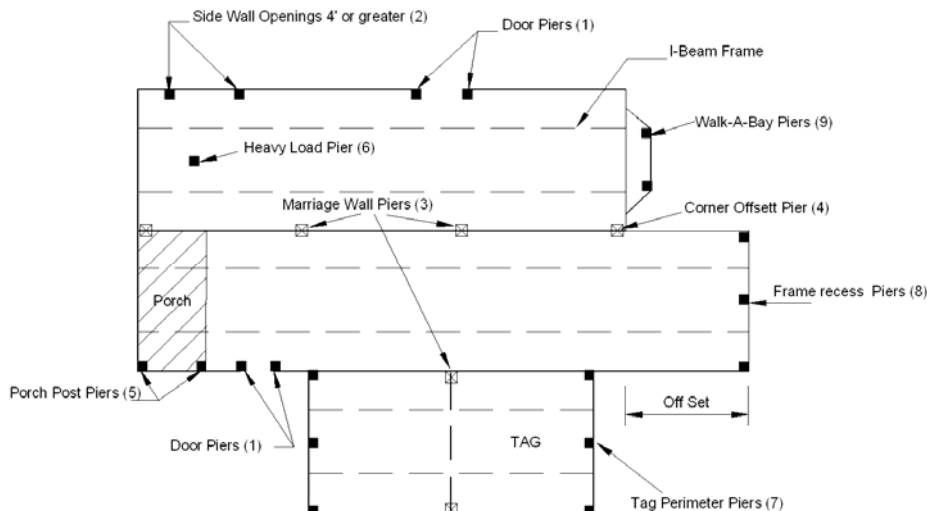 Side Wall Openings 4' or greater (2)
Door Piers (1)
I-Beam Frame
Walk-A-Bay Piers (9)
Heavy Load Pier (6)
Marriage Wall Piers (3)
Corner Offsett Pier (4)
Porch
Frame recess Piers (8)
Porch Post Piers (5)
Off Set
Door Piers (1)
TAG
Tag Perimeter Piers (7)